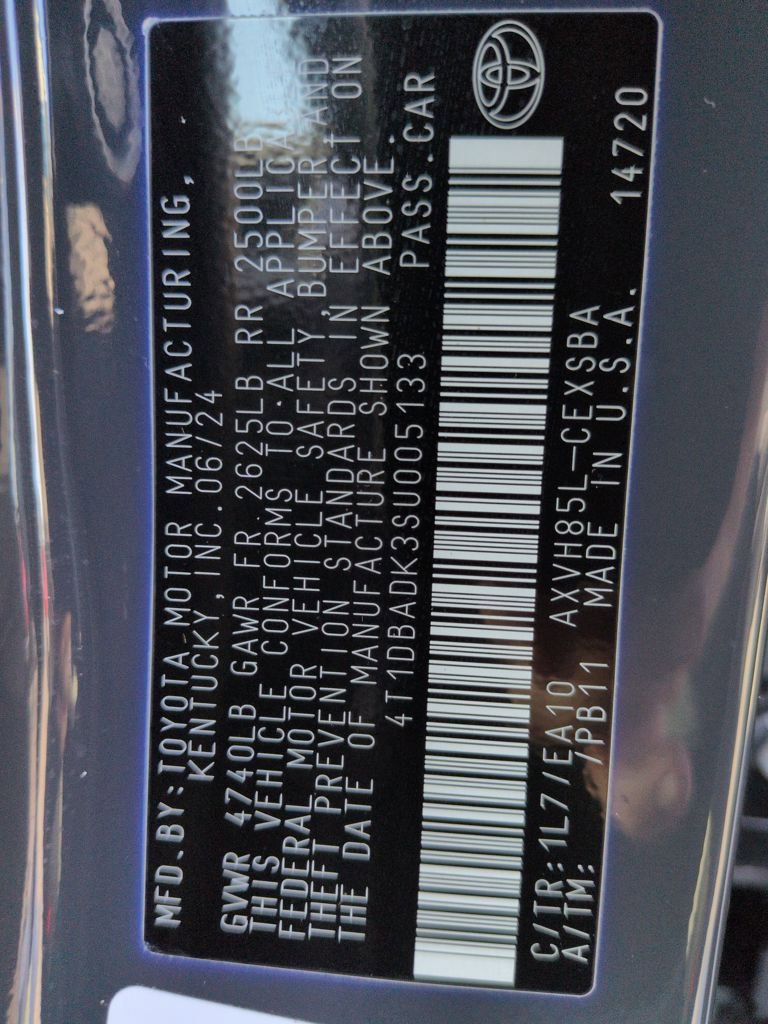 MFD.BY:TOYOTA MOTOR MANUFACTURING,
KENTUCKY,INC.06/24
GVWR 4740LB GAWR FR 2625LB RR 2500LB
THIS VEHICLE CONFORMS TO ALL APPLICA-
FEDERAL MOTOR VEHICLE SAFETY,BUMPER AND
THEFT PREVENTION STANDARDS IN EFFECT ON
THE DATE OF MANUFACTURE SHOWN ABOVE.
4T1DBADK3SU005133 PASS.CAR
C/TR:1L7/EA10 AXVH85L-CEXSBA
A/TM: /PB11 MADE IN U.S.A. 14720